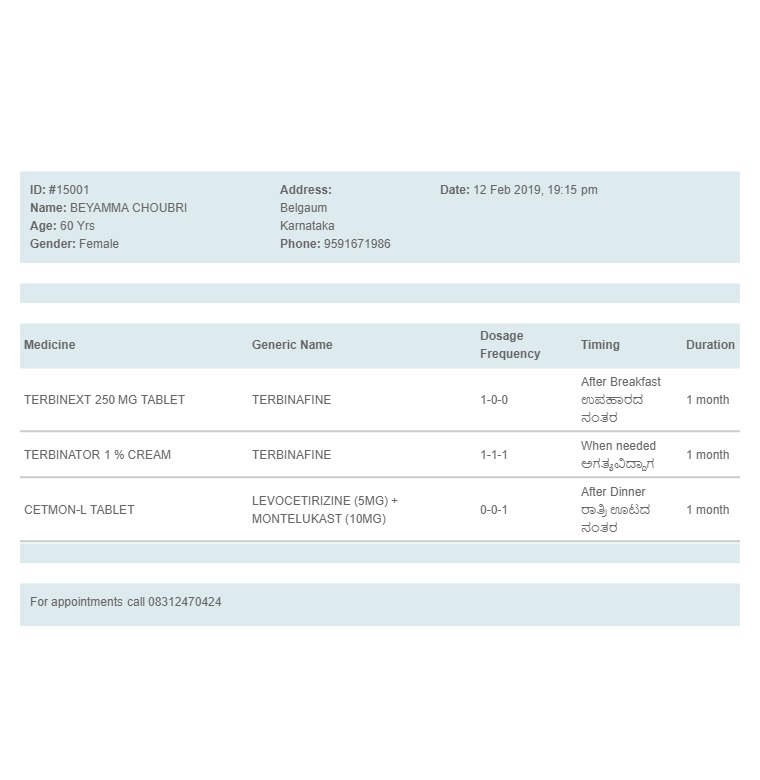 ID: #15001
Name: BEYAMMA CHOUBRI
Age: 60 Yrs
Gender: Female
Address:
Belgaum
Karnataka
Phone: 9591671986
Date: 12 Feb 2019, 19:15 pm
Medicine Generic Name Dosage Frequency Timing Duration
TERBINEXT 250 MG TABLET TERBINAFINE 1-0-0 After Breakfast 1 month
ಉಪಹಾರದ
ನಂತರ
TERBINATOR 1 % CREAM TERBINAFINE 1-1-1 When needed 1 month
ಅಗತ್ಯವಿದ್ದಾಗ
CETMON-L TABLET LEVOCETIRIZINE (5MG) + 0-0-1 After Dinner 1 month
MONTELUKAST (10MG)
ರಾತ್ರಿ ಊಟದ
ನಂತರ
For appointments call 08312470424